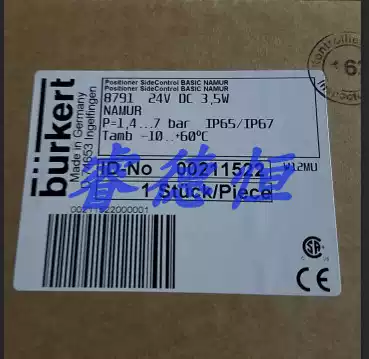 Positioner SideControl BASIC NAMUR
Positioner SideControl BASIC NAMUR
8791 24V DC 3,5W
NAMUR
P=1,4...7 bar IP65/IP67
Tamb -10...+60°C
ID-No 00211522 W12MU
1 Stück/Piece
bürkert
Made in Germany
74653 Ingelfingen
睿德恒
SA
CE